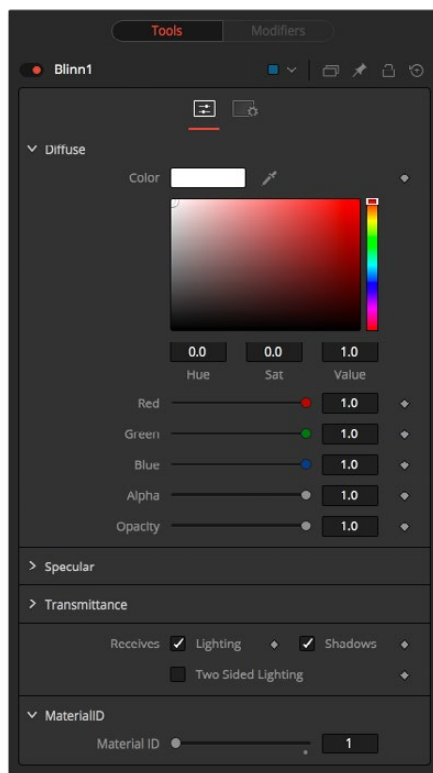 Tools Modifiers
Blinn1
Diffuse
Color
0.0 0.0 1.0
Hue Sat Value
Red 1.0
Green 1.0
Blue 1.0
Alpha 1.0
Opacity 1.0
Specular
Transmittance
Receives Lighting Shadows
Two Sided Lighting
MaterialID
Material ID 1